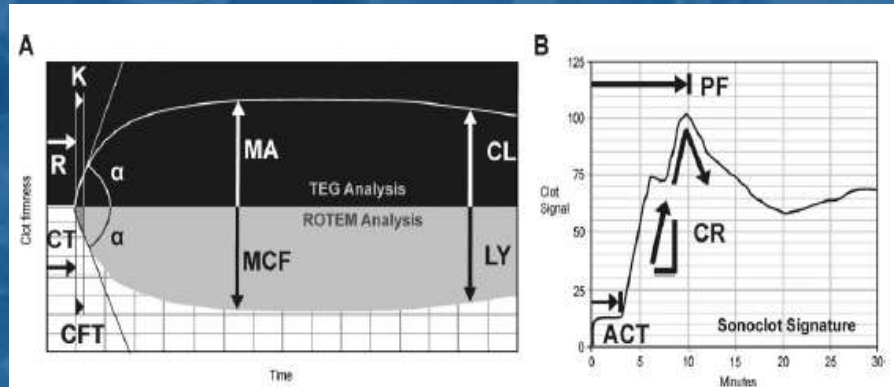 A
K
R
α
MA
CL
TEG Analysis
ROTEM Analysis
Clot firmness
CT
α
MCF
LY
CFT
Time
B
125
100
75
50
25
0
Clot
Signal
PF
CR
ACT
Sonoclot Signature
0 5 10 15 20 25 30
Minutes